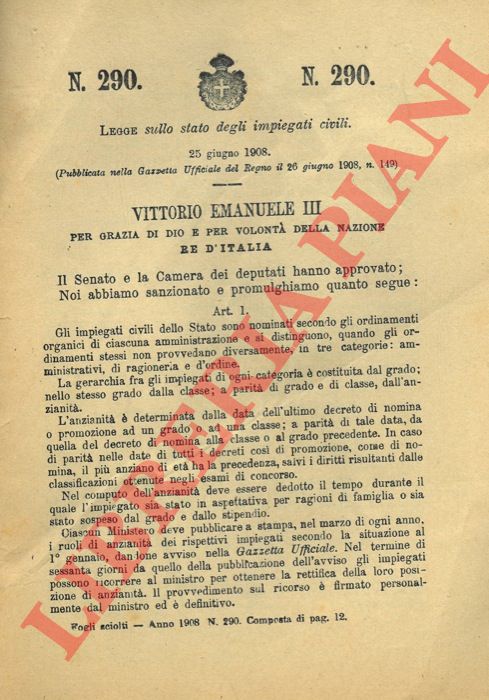 N. 290. N. 290.
LEGGE sullo stato degli impiegati civili.
25 giugno 1908.
(Pubblicata nella Gazzetta Ufficiale del Regno il 26 giugno 1908, n. 149)
VITTORIO EMANUELE III
PER GRAZIA DI DIO E PER VOLONTÀ DELLA NAZIONE
RE D'ITALIA
Il Senato e la Camera dei deputati hanno approvato;
Noi abbiamo sanzionato e promulghiamo quanto segue:
Art. 1.
Gli impiegati civili dello Stato sono nominati secondo gli ordinamenti
organici di ciascuna amministrazione e si distinguono, quando gli or-
dinamenti stessi non provvedano diversamente, in tre categorie: am-
ministrativi, di ragioneria e d'ordine.
La gerarchia fra gli impiegati di ogni categoria è costituita dal grado;
nello stesso grado dalla classe; a parità di grado e di classe, dall'an-
zianità.
L'anzianità è determinata dalla data dell'ultimo decreto di nomina
o promozione ad un grado o ad una classe; a parità di tale data, da
quella del decreto di nomina alla classe o al grado precedente. In caso
di parità nelle date di tutti i decreti così di promozione, come di no-
mina, il più anziano di età ha la precedenza, salvi i diritti risultanti dalle
classificazioni ottenute negli esami di concorso.
Nel computo dell'anzianità deve essere dedotto il tempo durante il
quale l'impiegato sia stato in aspettativa per ragioni di famiglia o sia
stato sospeso dal grado e dallo stipendio.
Ciascun Ministero deve pubblicare a stampa, nel marzo di ogni anno,
i ruoli di anzianità dei rispettivi impiegati secondo la situazione al
1° gennaio, dandone avviso nella Gazzetta Ufficiale. Nel termine di
sessanta giorni da quello della pubblicazione dell'avviso gli impiegati
possono ricorrere al ministro per ottenere la rettifica della loro posi-
zione di anzianità. Il provvedimento sul ricorso è firmato personal-
mente dal ministro ed è definitivo.
Fogli sciolti — Anno 1908 N. 290. Composta di pag. 12.
LIBRERIA PIANI